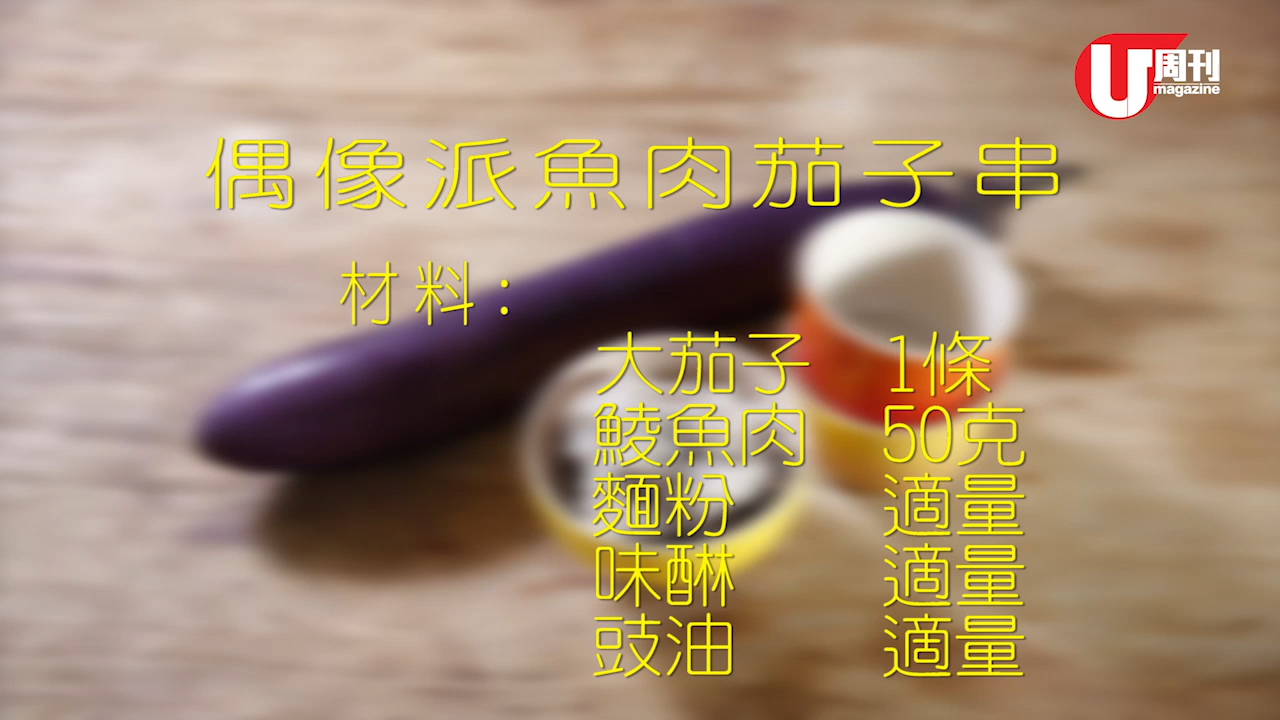 U周刊
magazine
偶像派魚肉茄子串
材料：
大茄子 1條
鯪魚肉 50克
麵粉 適量
味醂 適量
豉油 適量